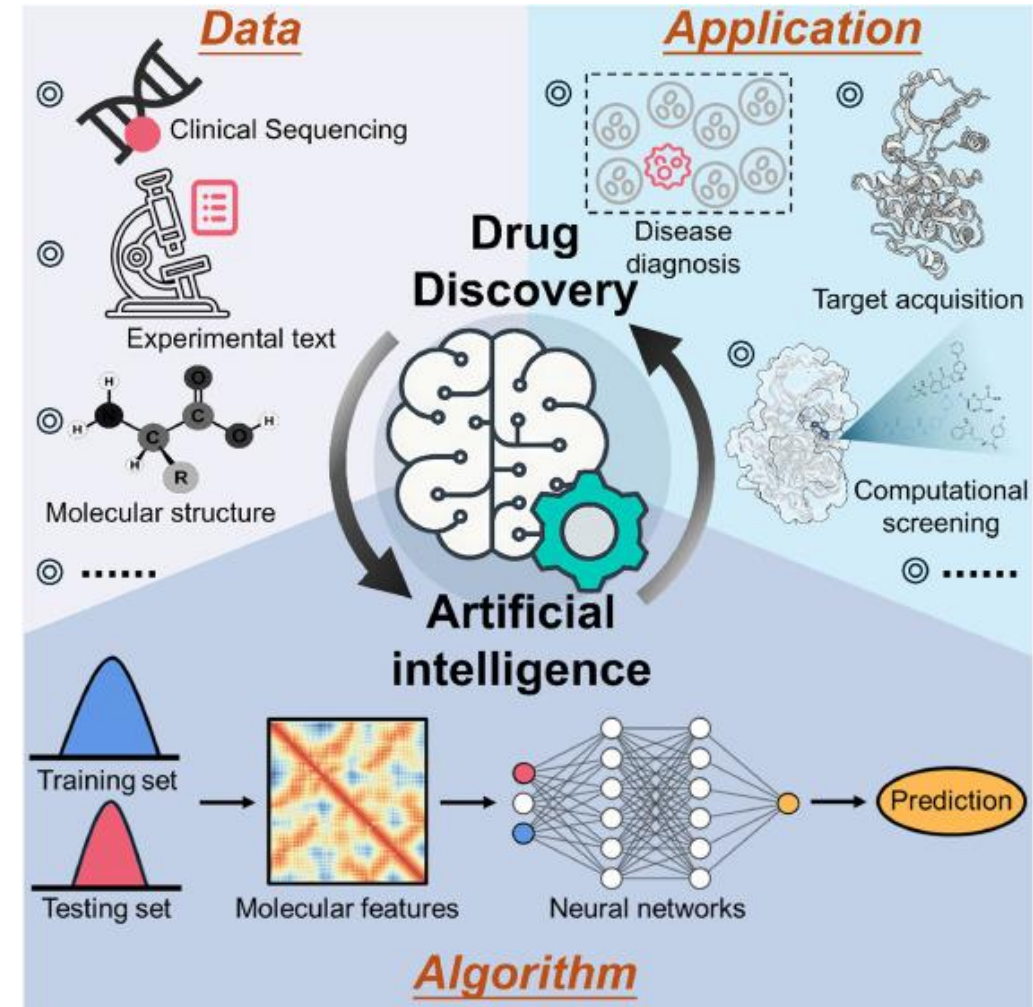 Data
Clinical Sequencing
Experimental text
H
H
N
H
C
R
C
O
O
H
Molecular structure
......
Application
Disease
diagnosis
Target acquisition
Computational
screening
......
Drug
Discovery
Artificial
intelligence
Training set
Testing set
Molecular features
Neural networks
Prediction
Algorithm